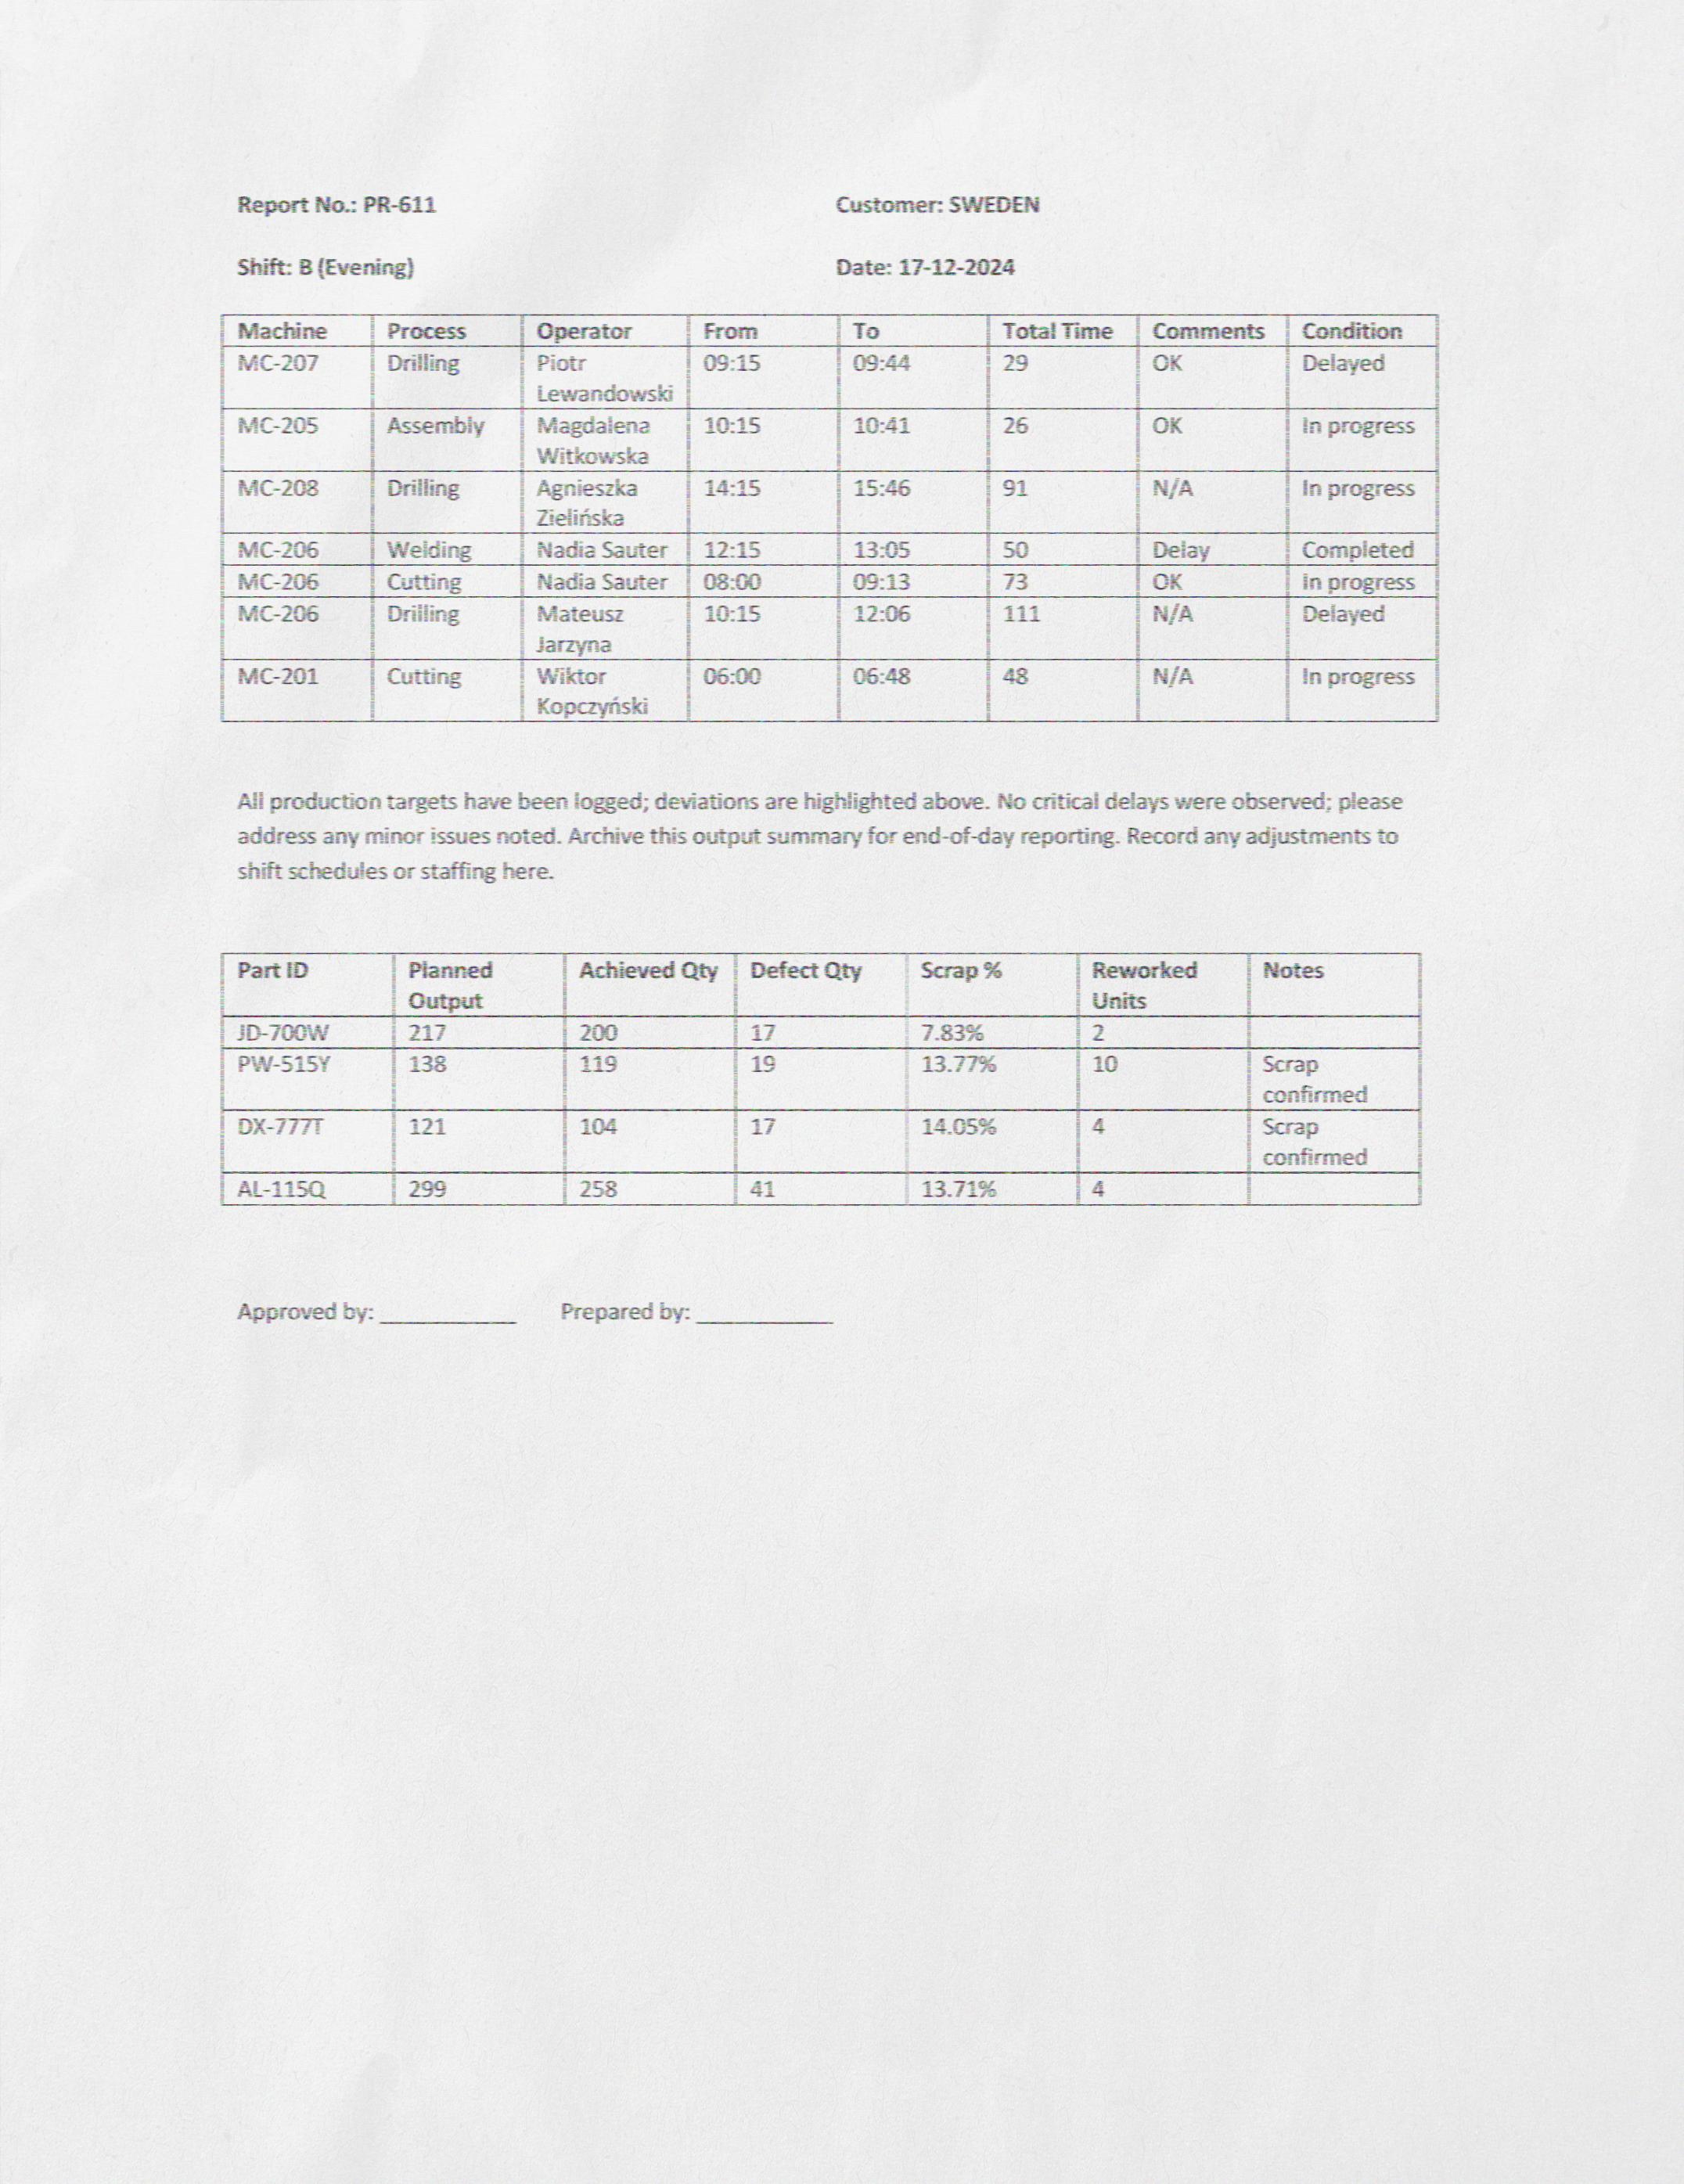 Report No.: PR-611 Customer: SWEDEN
Shift: B (Evening) Date: 17-12-2024
Machine Process Operator From To Total Time Comments Condition
MC-207 Drilling Piotr Lewandowski 09:15 09:44 29 OK Delayed
MC-205 Assembly Magdalena Witkowska 10:15 10:41 26 OK In progress
MC-208 Drilling Agnieszka Zielińska 14:15 15:46 91 N/A In progress
MC-206 Welding Nadia Sauter 12:15 13:05 50 Delay Completed
MC-206 Cutting Nadia Sauter 08:00 09:13 73 OK In progress
MC-206 Drilling Mateusz Jarzyna 10:15 12:06 111 N/A Delayed
MC-201 Cutting Wiktor Kopczyński 06:00 06:48 48 N/A In progress
All production targets have been logged; deviations are highlighted above. No critical delays were observed; please
address any minor issues noted. Archive this output summary for end-of-day reporting. Record any adjustments to
shift schedules or staffing here.
Part ID Planned Output Achieved Qty Defect Qty Scrap % Reworked Units Notes
JD-700W 217 200 17 7.83% 2
PW-515Y 138 119 19 13.77% 10 Scrap confirmed
DX-777T 121 104 17 14.05% 4 Scrap confirmed
AL-115Q 299 258 41 13.71% 4
Approved by: ____________ Prepared by: ____________